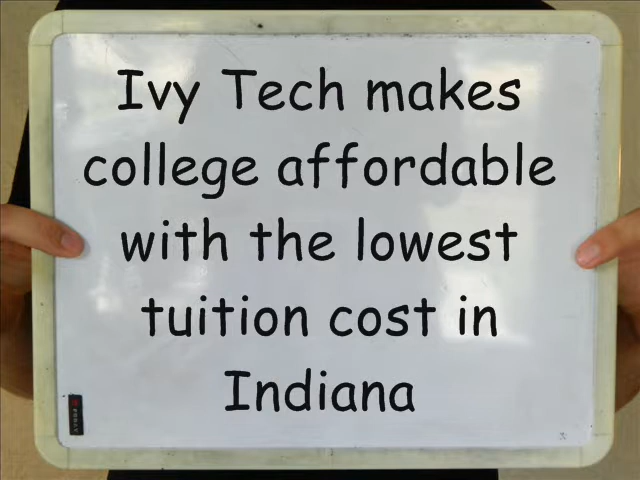 Ivy Tech makes
college affordable
with the lowest
tuition cost in
Indiana